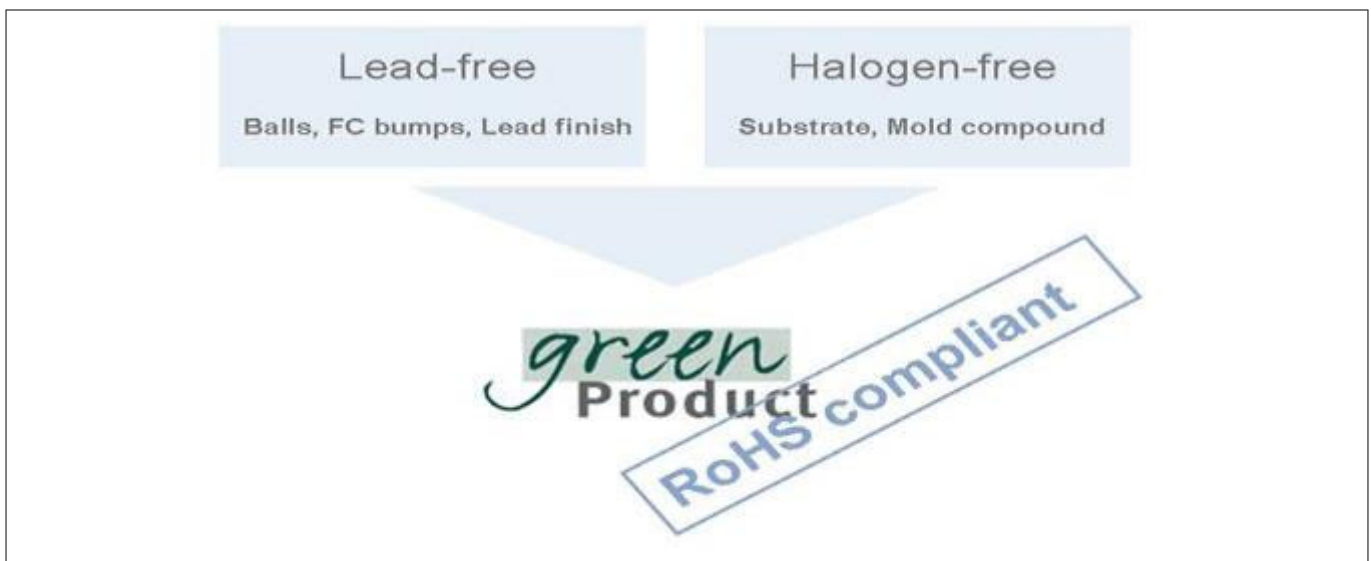 Lead-free
Balls, FC bumps, Lead finish
Halogen-free
Substrate, Mold compound
green
Product
RoHS compliant